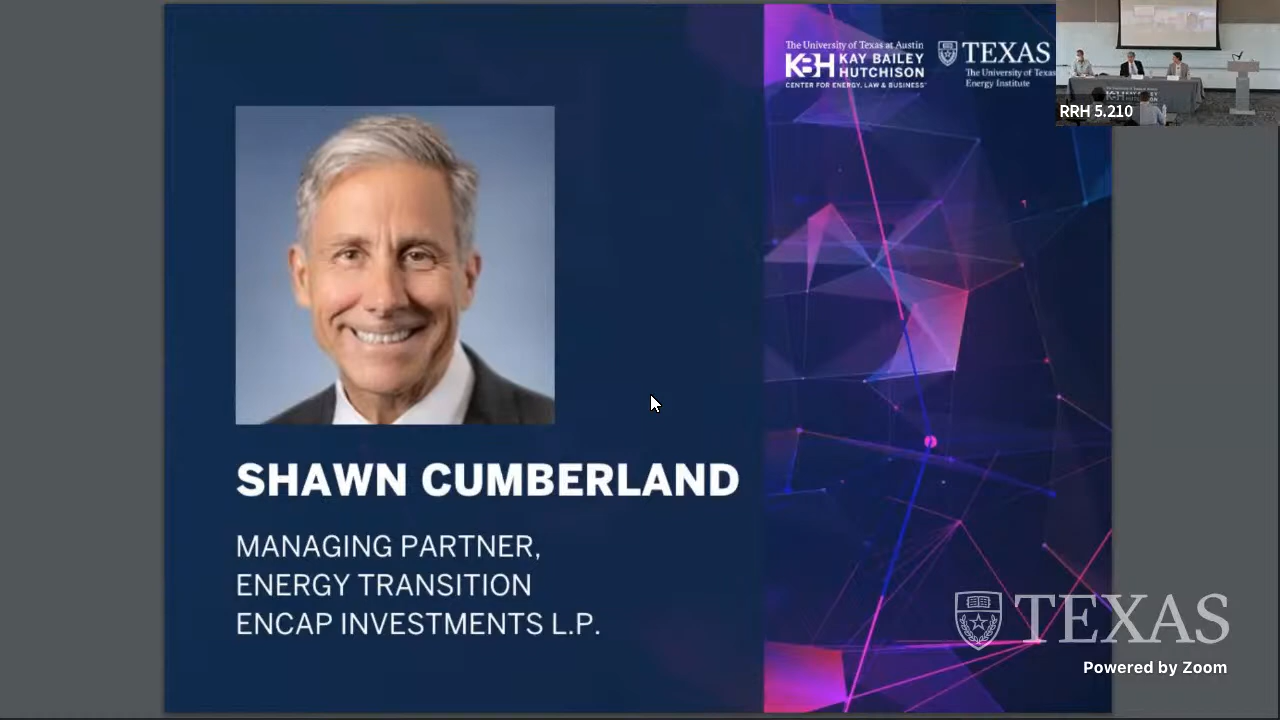 The University of Texas at Austin
KBH KAY BAILEY
HUTCHISON
CENTER FOR ENERGY, LAW & BUSINESS
TEXAS
The University of Texas
Energy Institute
RRH 5.210
SHAWN CUMBERLAND
MANAGING PARTNER,
ENERGY TRANSITION
ENCAP INVESTMENTS L.P.
TEXAS
Powered by Zoom